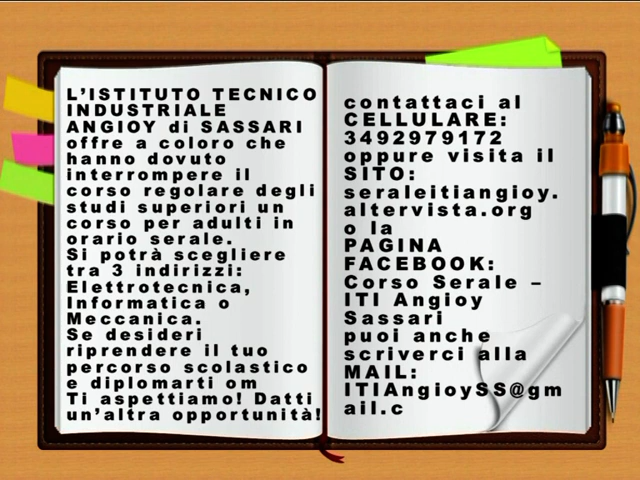 L'ISTITUTO TECNICO
INDUSTRIALE
ANGIOY di SASSARI
offre a coloro che
hanno dovuto
interrompere il
corso regolare degli
studi superiori un
corso per adulti in
orario serale.
Si potrà scegliere
tra 3 indirizzi:
Elettrotecnica,
Informatica o
Meccanica.
Se desideri
riprendere il tuo
percorso scolastico
e diplomarti om
Ti aspettiamo! Datti
un'altra opportunità!
contattaci al
CELLULARE:
3492979172
oppure visita il
SITO:
seraleitiangioy.
altervista.org
o la
PAGINA
FACEBOOK:
Corso Serale –
ITI Angioy
Sassari
puoi anche
scriverci alla
MAIL:
ITIAngioySS@gm
ail.c